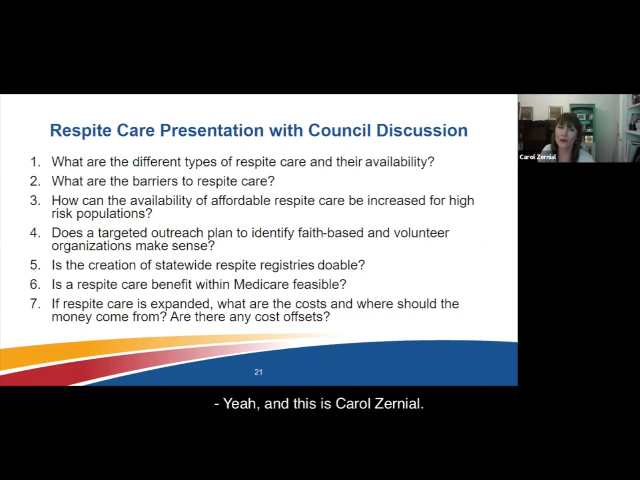 Respite Care Presentation with Council Discussion
1. What are the different types of respite care and their availability?
2. What are the barriers to respite care?
3. How can the availability of affordable respite care be increased for high
risk populations?
4. Does a targeted outreach plan to identify faith-based and volunteer
organizations make sense?
5. Is the creation of statewide respite registries doable?
6. Is a respite care benefit within Medicare feasible?
7. If respite care is expanded, what are the costs and where should the
money come from? Are there any cost offsets?
21
Carol Zernial
- Yeah, and this is Carol Zernial.